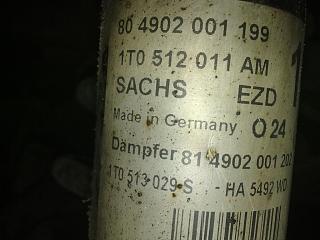 80 4902 001 199
1T0 512 011 AM
SACHS EZD
Made in Germany O 24
Dämpfer 81 4902 001 202
1T0 513 029 S - HA 5492 WD